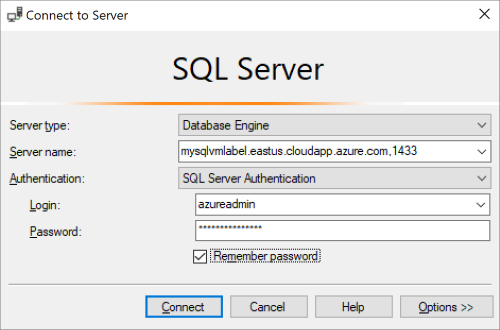 Connect to Server
SQL Server
Server type: Database Engine
Server name: mysqlvmlabel.eastus.cloudapp.azure.com,1433
Authentication: SQL Server Authentication
Login: azureadmin
Password: ***************
Remember password
Connect Cancel Help Options >>